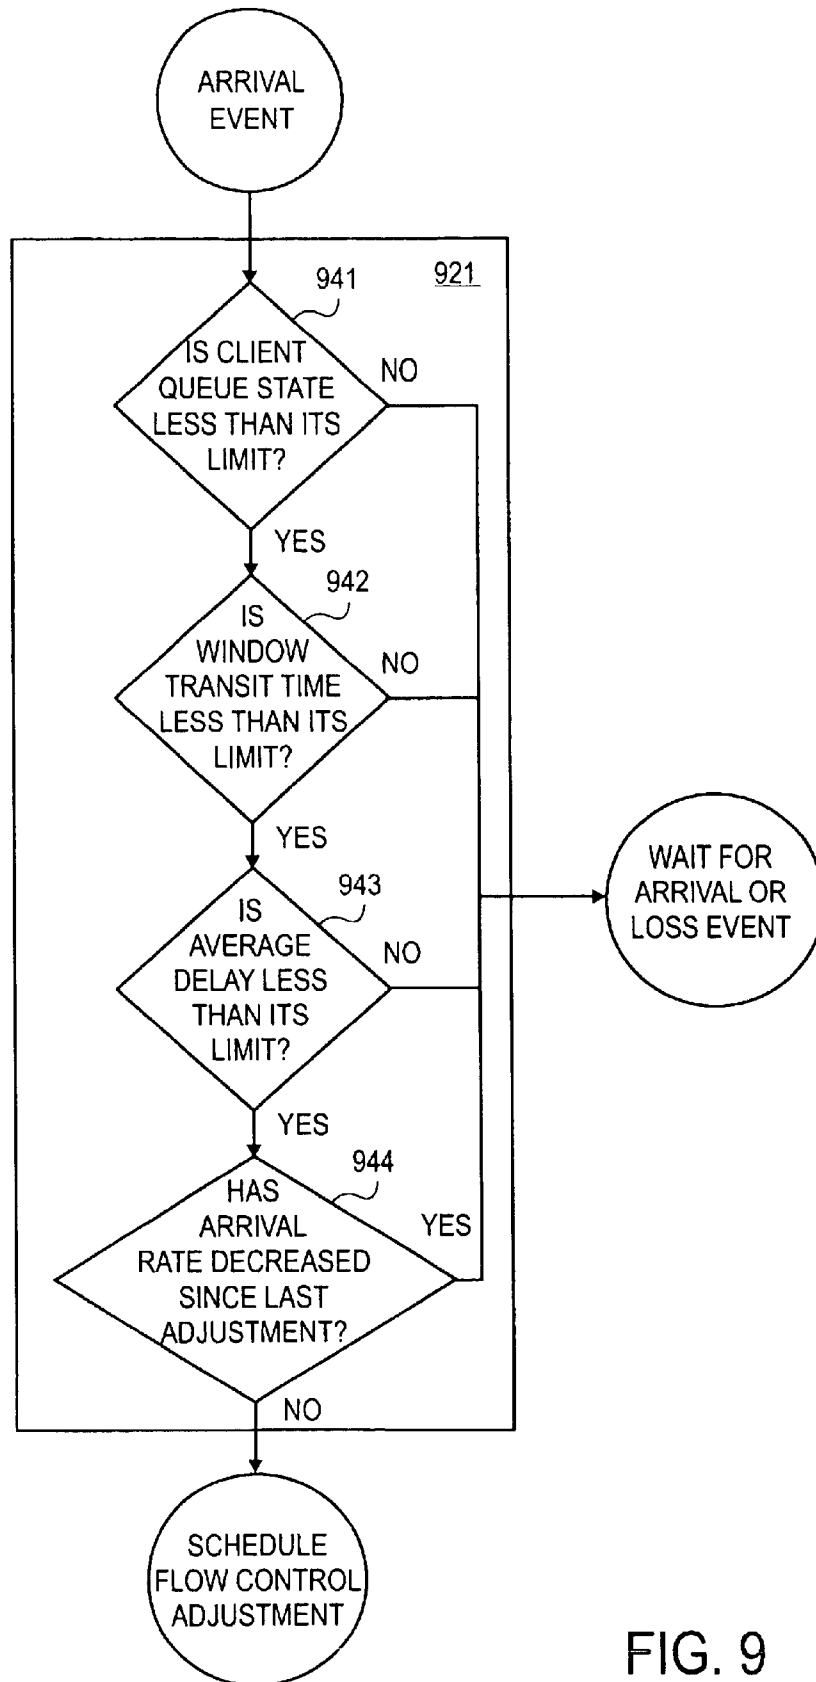 ARRIVAL
EVENT
921
941
IS CLIENT
QUEUE STATE
LESS THAN ITS
LIMIT?
NO
YES
942
IS
WINDOW
TRANSIT TIME
LESS THAN ITS
LIMIT?
NO
YES
943
IS
AVERAGE
DELAY LESS
THAN ITS
LIMIT?
NO
WAIT FOR
ARRIVAL OR
LOSS EVENT
YES
944
HAS
ARRIVAL
RATE DECREASED
SINCE LAST
ADJUSTMENT?
YES
NO
SCHEDULE
FLOW CONTROL
ADJUSTMENT
FIG. 9